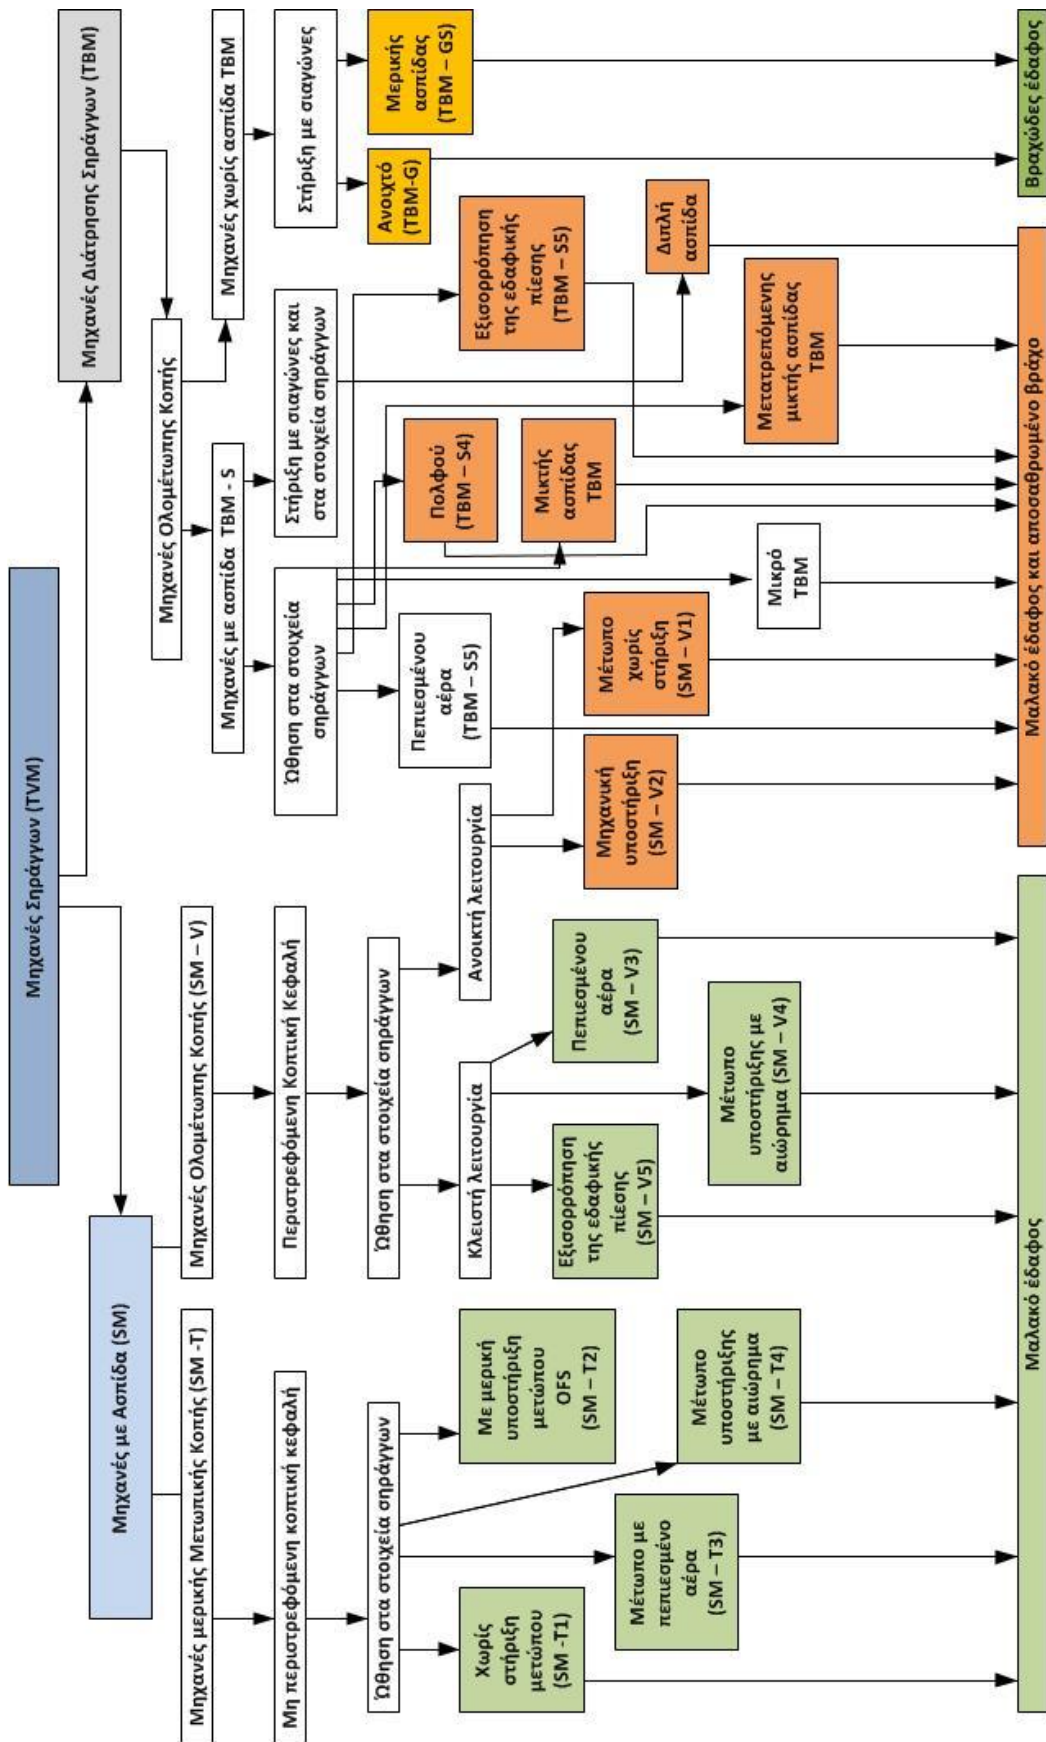 Μηχανές Σηράγγων (TVM)
Μηχανές με Ασπίδα (SM)
Μηχανές Διάτρησης Σηράγγων (TBM)
Μηχανές Ολομέτωπης Κοπής
Μηχανές μερικής Μετωπικής Κοπής (SM -T)
Μηχανές Ολομέτωπης Κοπής (SM – V)
Μηχανές με ασπίδα TBM - S
Μηχανές χωρίς ασπίδα TBM
Μη περιστρεφόμενη κοπτική κεφαλή
Περιστρεφόμενη Κοπτική Κεφαλή
Ώθηση στα στοιχεία
σηράγγων
Στήριξη με σιαγώνες και
στα στοιχεία σηράγγων
Στήριξη με σιαγώνες
Ώθηση στα στοιχεία σηράγγων
Ώθηση στα στοιχεία σηράγγων
Πεπιεσμένου
αέρα
(TBM – S5)
Πολφού
(TBM – S4)
Ανοιχτό
(TBM-G)
Μερικής
ασπίδας
(TBM – GS)
Χωρίς
στήριξη
μετώπου
(SM -T1)
Με μερική
υποστήριξη
μετώπου
OFS
(SM – T2)
Κλειστή λειτουργία
Ανοικτή λειτουργία
Εξισορρόπηση
της εδαφικής
πίεσης
(TBM – S5)
Εξισορρόπηση
της εδαφικής
πίεσης
(SM – V5)
Πεπιεσμένου
αέρα
(SM – V3)
Μηχανική
υποστήριξη
(SM – V2)
Μέτωπο
χωρίς
στήριξη
(SM – V1)
Μικτής
ασπίδας
TBM
Μέτωπο με
πεπιεσμένο
αέρα
(SM – T3)
Μέτωπο
υποστήριξης
με αιώρημα
(SM – T4)
Μέτωπο
υποστήριξης με
αιώρημα (SM – V4)
Μικρό
TBM
Μετατρεπόμενης
μικτής ασπίδας
TBM
Διπλή
ασπίδα
Μαλακό έδαφος
Μαλακό έδαφος και αποσαθρωμένο βράχο
Βραχώδες έδαφος